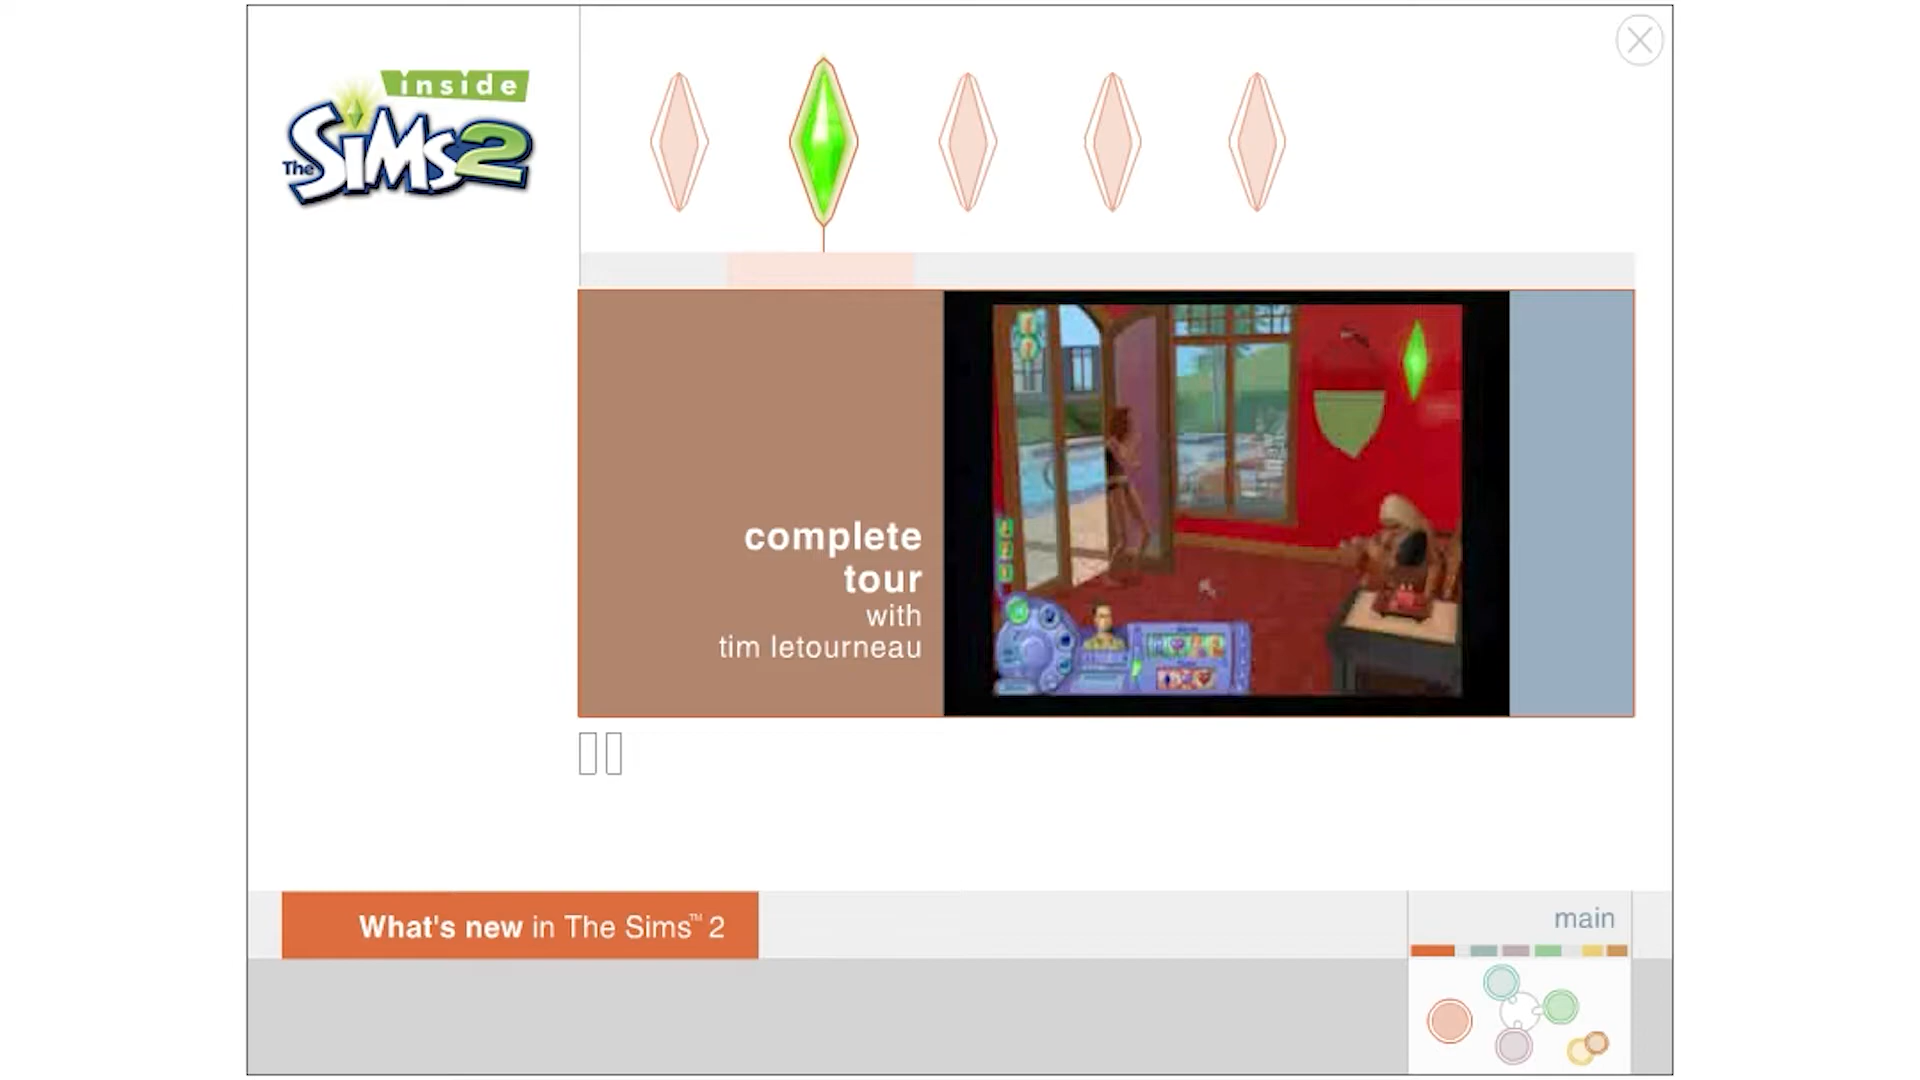 inside
The SiMS 2
complete
tour
with
tim letourneau
What's new in The Sims™ 2
main